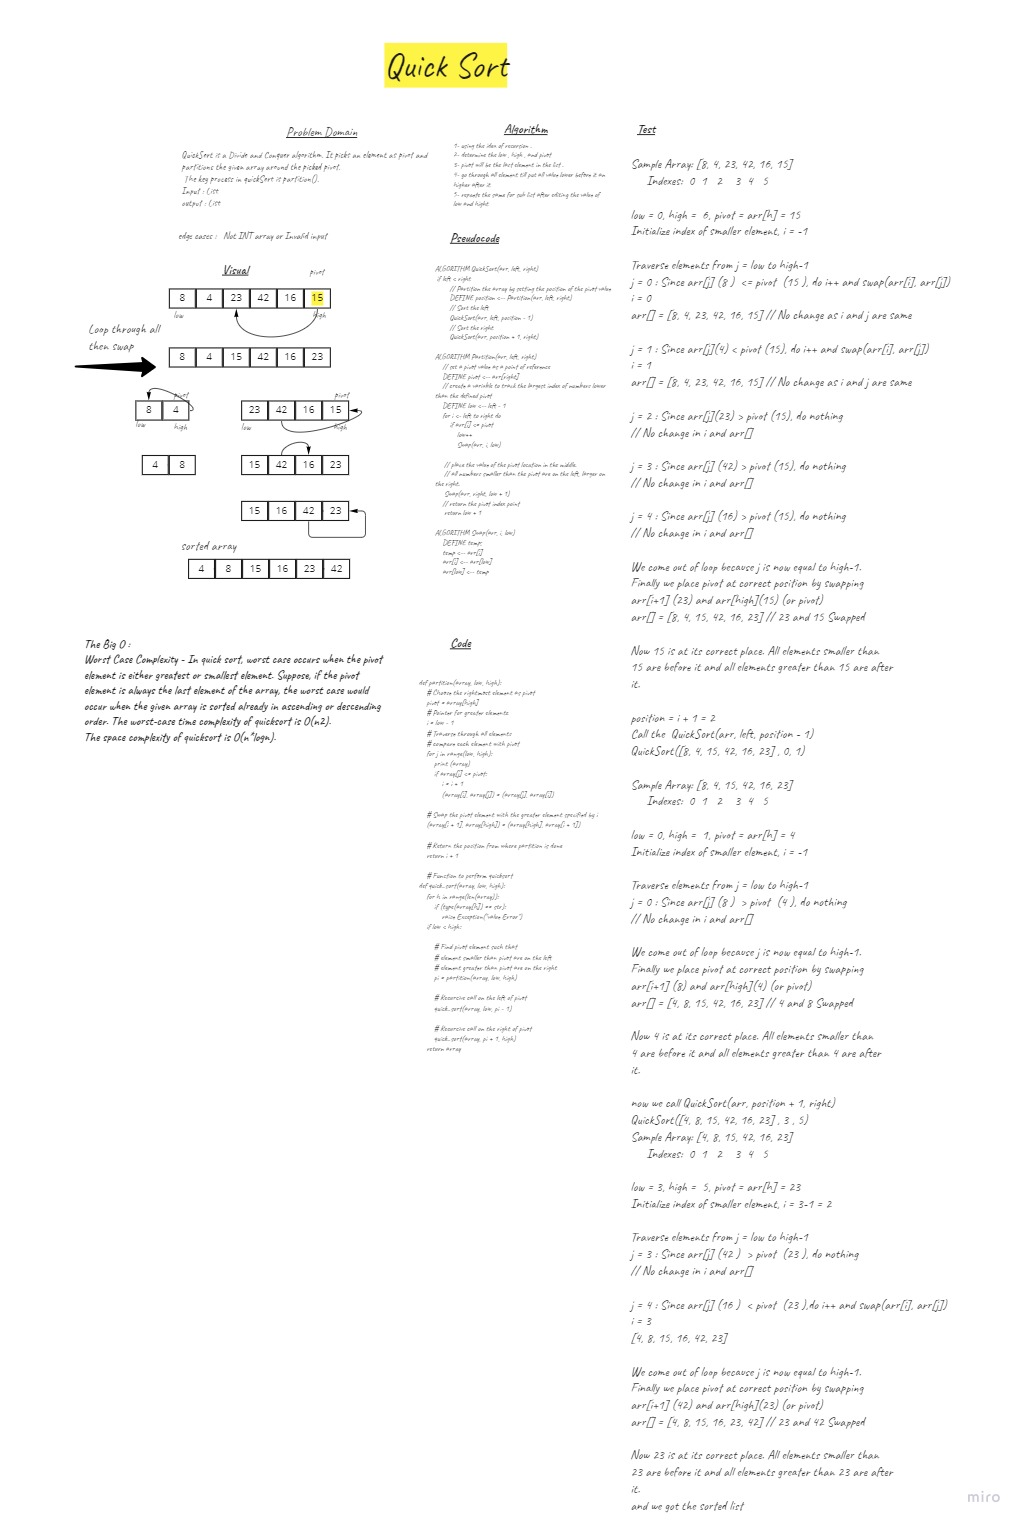 Quick Sort
Problem Domain
QuickSort is a Divide and Conquer algorithm. It picks an element as pivot and
partitions the given array around the picked pivot.
The key process in quickSort is partition().
Input : List
output : List
edge cases : Not INT array or Invalid input
Visual
pivot
8 4 23 42 16 15
low high
Loop through all
then swap
8 4 15 42 16 23
pivot pivot
8 4 23 42 16 15
low high low high
4 8 15 42 16 23
15 16 42 23
sorted array
4 8 15 16 23 42
The Big O :
Worst Case Complexity - In quick sort, worst case occurs when the pivot
element is either greatest or smallest element. Suppose, if the pivot
element is always the last element of the array, the worst case would
occur when the given array is sorted already in ascending or descending
order. The worst-case time complexity of quicksort is O(n2).
The space complexity of quicksort is O(n*logn).
Algorithm
1- using the idea of recursion .
2- determine the low , high , and pivot
3- pivot will be the last element in the list .
4- go through all element till put all value lower before it an
higher after it
5- repeate the same for sub list after editing the value of
low and hight
Pseudocode
ALGORITHM QuickSort(arr, left, right)
if left < right
// Partition the array by setting the position of the pivot value
DEFINE position <-- Partition(arr, left, right)
// Sort the left
QuickSort(arr, left, position - 1)
// Sort the right
QuickSort(arr, position + 1, right)
ALGORITHM Partition(arr, left, right)
// set a pivot value as a point of reference
DEFINE pivot <-- arr[right]
// create a variable to track the largest index of numbers lower
than the defined pivot
DEFINE low <-- left - 1
for i <- left to right do
if arr[i] <= pivot
low++
Swap(arr, i, low)
// place the value of the pivot location in the middle.
// all numbers smaller than the pivot are on the left, larger on
the right.
Swap(arr, right, low + 1)
// return the pivot index point
return low + 1
ALGORITHM Swap(arr, i, low)
DEFINE temp;
temp <-- arr[i]
arr[i] <-- arr[low]
arr[low] <-- temp
Code
def partition(array, low, high):
# Choose the rightmost element as pivot
pivot = array[high]
# Pointer for greater elements
i = low - 1
# Traverse through all elements
# compare each element with pivot
for j in range(low, high):
print (array)
if array[j] <= pivot:
i = i + 1
(array[i], array[j]) = (array[j], array[i])
# Swap the pivot element with the greater element specified by i
(array[i + 1], array[high]) = (array[high], array[i + 1])
# Return the position from where partition is done
return i + 1
# Function to perform quicksort
def quick_sort(array, low, high):
for h in range(len(array)):
if (type(array[h]) == str):
raise Exception("value Error")
if low < high:
# Find pivot element such that
# element smaller than pivot are on the left
# element greater than pivot are on the right
pi = partition(array, low, high)
# Recursive call on the left of pivot
quick_sort(array, low, pi - 1)
# Recursive call on the right of pivot
quick_sort(array, pi + 1, high)
return array
Test
Sample Array: [8, 4, 23, 42, 16, 15]
Indexes: 0 1 2 3 4 5
low = 0, high = 6, pivot = arr[h] = 15
Initialize index of smaller element, i = -1
Traverse elements from j = low to high-1
j = 0 : Since arr[j] (8 ) <= pivot (15 ), do i++ and swap(arr[i], arr[j])
i = 0
arr[] = [8, 4, 23, 42, 16, 15] // No change as i and j are same
j = 1 : Since arr[j](4) < pivot (15), do i++ and swap(arr[i], arr[j])
i = 1
arr[] = [8, 4, 23, 42, 16, 15] // No change as i and j are same
j = 2 : Since arr[j](23) > pivot (15), do nothing
// No change in i and arr[]
j = 3 : Since arr[j] (42) > pivot (15), do nothing
// No change in i and arr[]
j = 4 : Since arr[j] (16) > pivot (15), do nothing
// No change in i and arr[]
We come out of loop because j is now equal to high-1.
Finally we place pivot at correct position by swapping
arr[i+1] (23) and arr[high](15) (or pivot)
arr[] = [8, 4, 15, 42, 16, 23] // 23 and 15 Swapped
Now 15 is at its correct place. All elements smaller than
15 are before it and all elements greater than 15 are after
it.
position = i + 1 = 2
Call the QuickSort(arr, left, position - 1)
QuickSort([8, 4, 15, 42, 16, 23] , 0, 1)
Sample Array: [8, 4, 15, 42, 16, 23]
Indexes: 0 1 2 3 4 5
low = 0, high = 1, pivot = arr[h] = 4
Initialize index of smaller element, i = -1
Traverse elements from j = low to high-1
j = 0 : Since arr[j] (8 ) > pivot (4 ), do nothing
// No change in i and arr[]
We come out of loop because j is now equal to high-1.
Finally we place pivot at correct position by swapping
arr[i+1] (8) and arr[high](4) (or pivot)
arr[] = [4, 8, 15, 42, 16, 23] // 4 and 8 Swapped
Now 4 is at its correct place. All elements smaller than
4 are before it and all elements greater than 4 are after
it.
now we call QuickSort(arr, position + 1, right)
QuickSort([4, 8, 15, 42, 16, 23] , 3 , 5)
Sample Array: [4, 8, 15, 42, 16, 23]
Indexes: 0 1 2 3 4 5
low = 3, high = 5, pivot = arr[h] = 23
Initialize index of smaller element, i = 3-1 = 2
Traverse elements from j = low to high-1
j = 3 : Since arr[j] (42 ) > pivot (23 ), do nothing
// No change in i and arr[]
j = 4 : Since arr[j] (16 ) < pivot (23 ),do i++ and swap(arr[i], arr[j])
i = 3
[4, 8, 15, 16, 42, 23]
We come out of loop because j is now equal to high-1.
Finally we place pivot at correct position by swapping
arr[i+1] (42) and arr[high](23) (or pivot)
arr[] = [4, 8, 15, 16, 23, 42] // 23 and 42 Swapped
Now 23 is at its correct place. All elements smaller than
23 are before it and all elements greater than 23 are after
it.
and we got the sorted list
miro